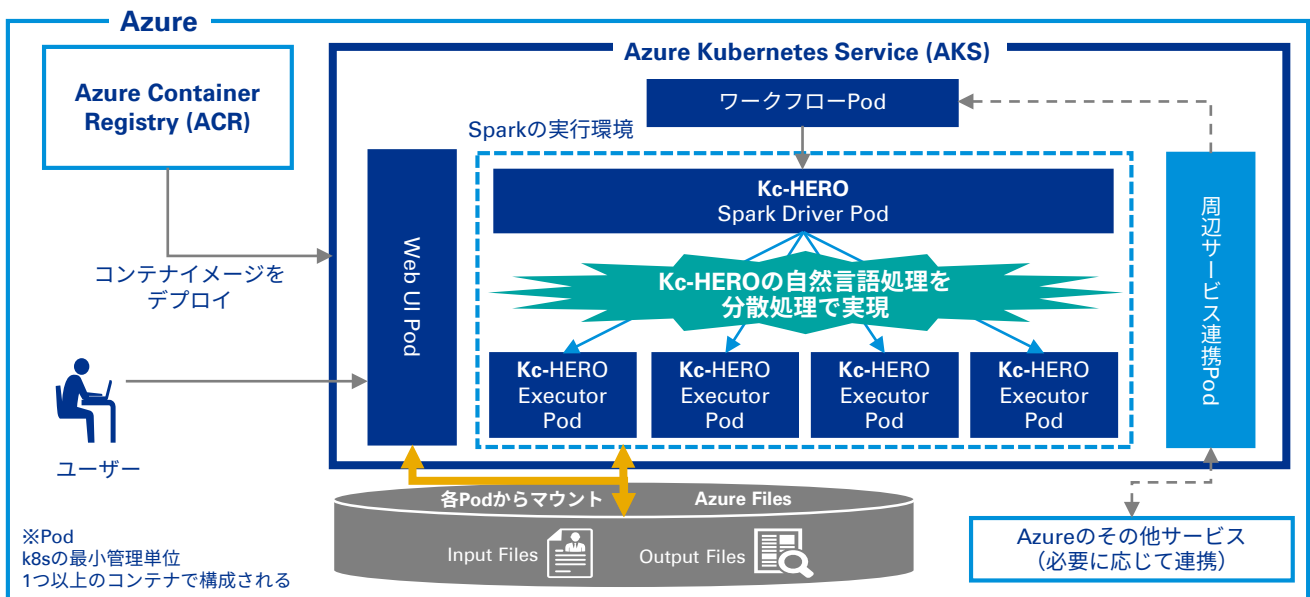 Azure
Azure Container
Registry (ACR)
コンテナイメージを
デプロイ
ユーザー
※Pod
k8sの最小管理単位
1つ以上のコンテナで構成される
Azure Kubernetes Service (AKS)
ワークフローPod
Sparkの実行環境
Web UI Pod
Kc-HERO
Spark Driver Pod
Kc-HEROの自然言語処理を
分散処理で実現
Kc-HERO
Executor
Pod
Kc-HERO
Executor
Pod
Kc-HERO
Executor
Pod
Kc-HERO
Executor
Pod
周辺サービス連携Pod
各Podからマウント
Azure Files
Input Files
Output Files
Azureのその他サービス
（必要に応じて連携）